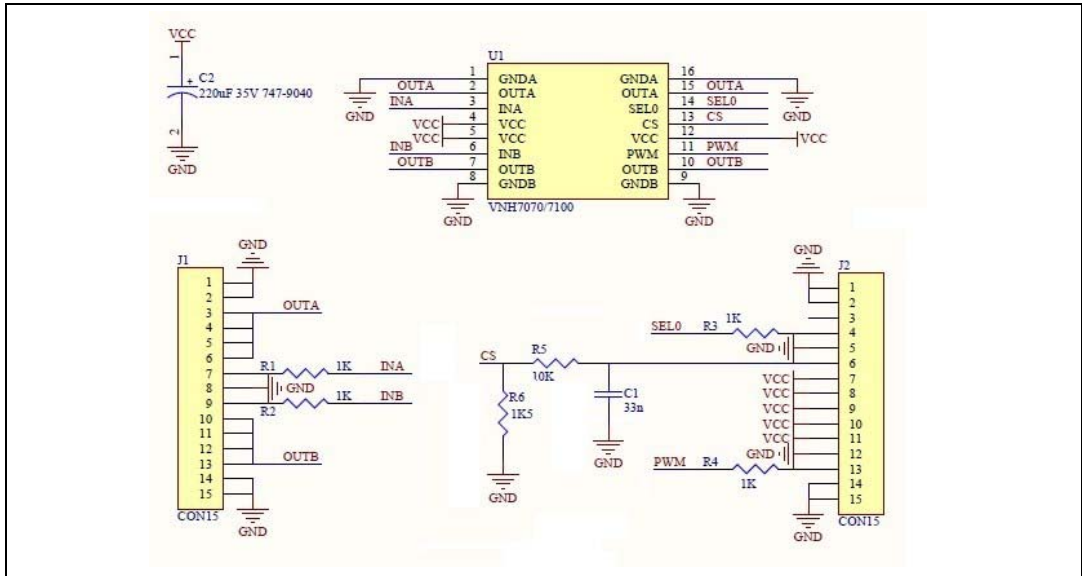 VCC
1
+ C2
220uF 35V 747-9040
2
GND
U1
1 GNDA GNDA 16
OUTA 2 OUTA OUTA 15 OUTA
INA 3 INA SEL0 14 SEL0
GND VCC 4 VCC CS 13 CS GND
VCC 5 VCC VCC 12 VCC
INB 6 INB PWM 11 PWM
OUTB 7 OUTB OUTB 10 OUTB
8 GNDB GNDB 9
GND VNH7070/7100 GND
J1
GND
1
2
3 OUTA
4
5
6
7 R1 1K INA
8 GND
9 R2 1K INB
10
11
12
13 OUTB
14
15
CON15
GND
CS R5
10K
R6
1K5
GND
C1
33n
GND
GND
J2
1
2
3
SEL0 R3 1K 4
GND 5
6
VCC 7
VCC 8
VCC 9
VCC 10
VCC 11
GND 12
PWM R4 1K 13
14
15
GND CON15